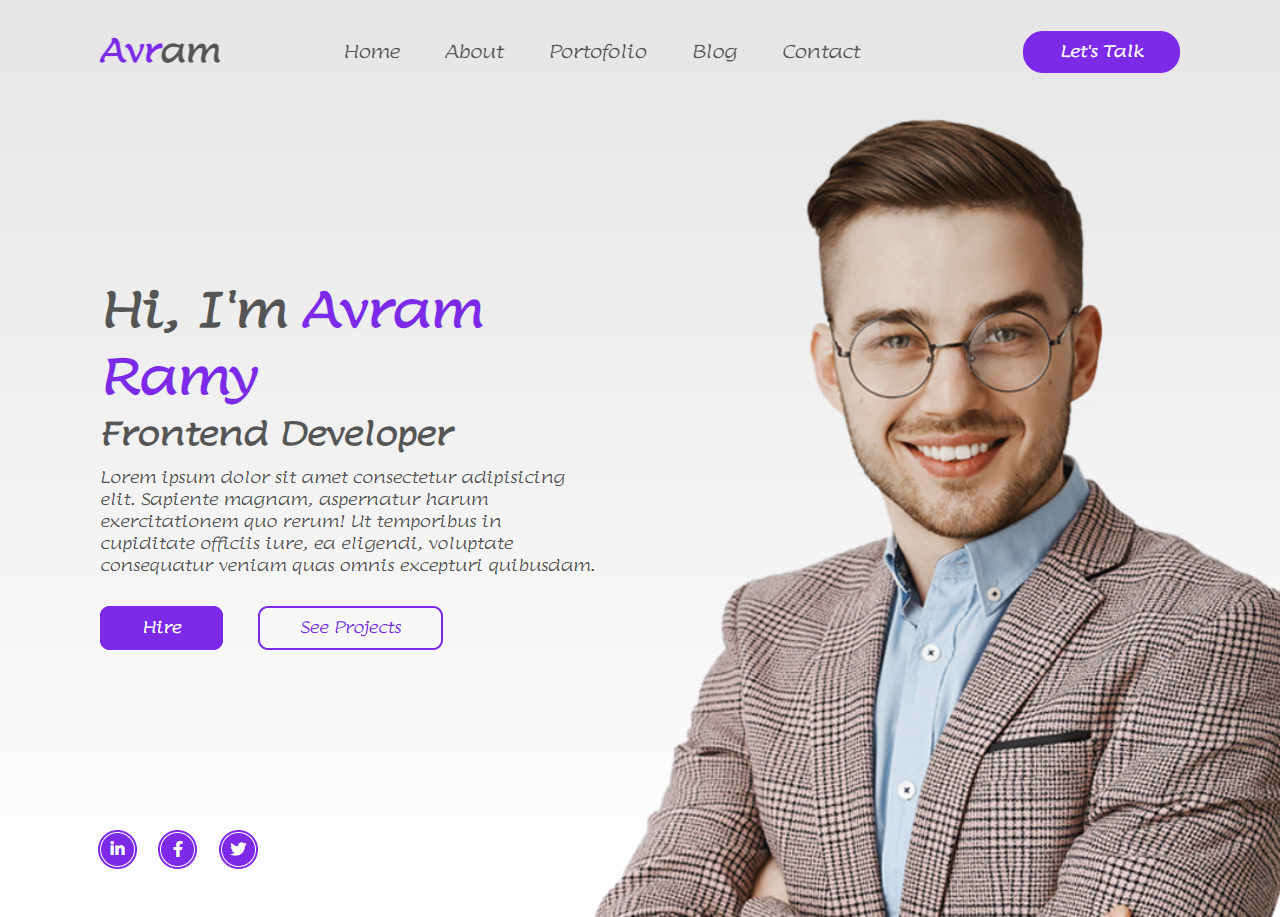 Avram
Home About Portofolio Blog Contact
Let's Talk
Hi, I'm Avram
Ramy
Frontend Developer
Lorem ipsum dolor sit amet consectetur adipisicing
elit. Sapiente magnam, aspernatur harum
exercitationem quo rerum! Ut temporibus in
cupiditate officiis iure, ea eligendi, voluptate
consequatur veniam quas omnis excepturi quibusdam.
Hire
See Projects